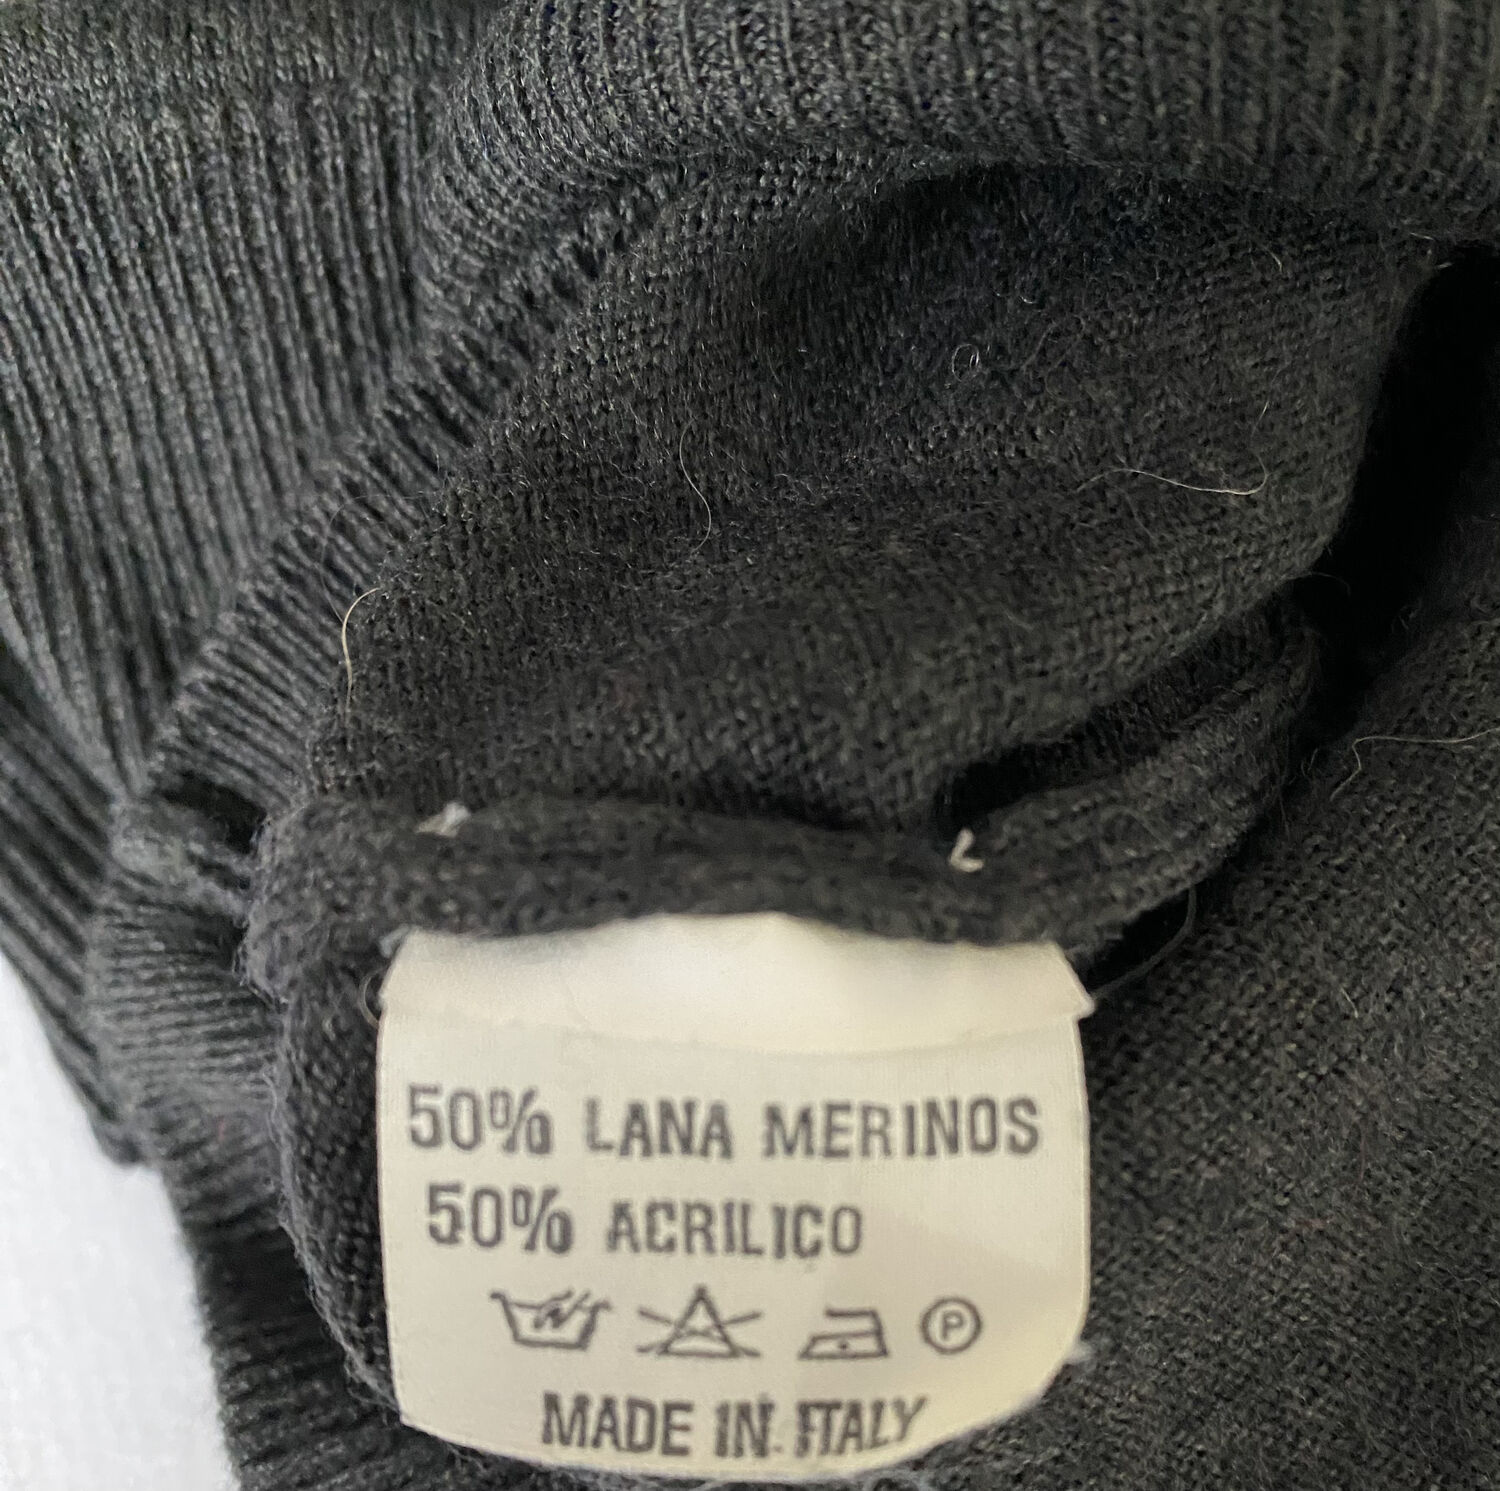 50% LANA MERINOS
50% ACRILICO
P
MADE IN ITALY